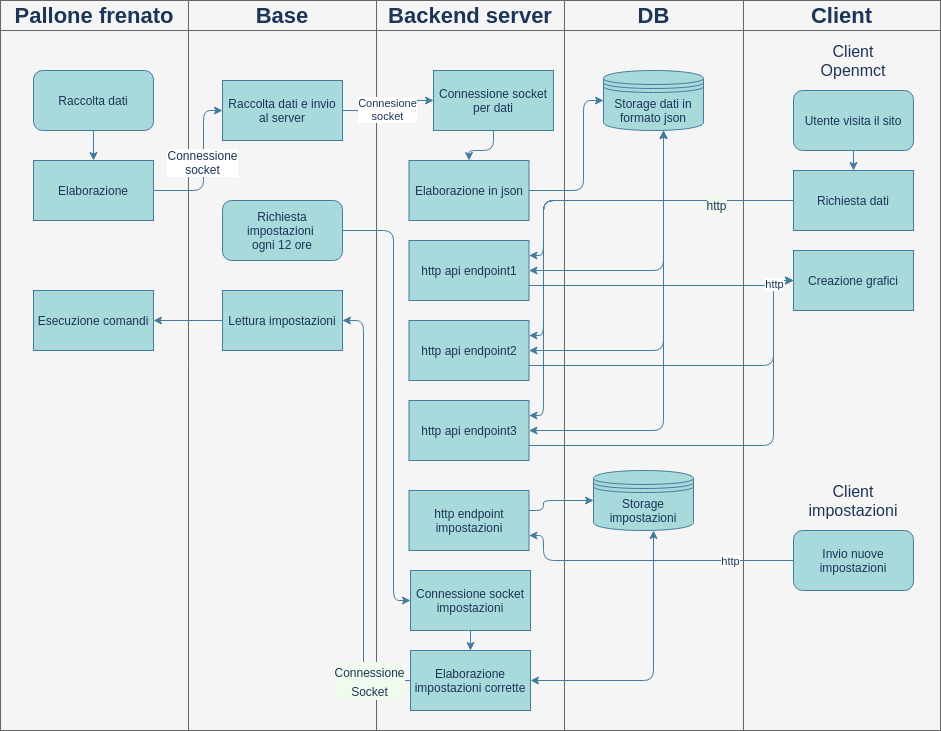 Pallone frenato
Base
Backend server
DB
Client
Client
Openmct
Raccolta dati
Raccolta dati e invio
al server
Connesione
socket
Connessione socket
per dati
Storage dati in
formato json
Utente visita il sito
Connessione
socket
Elaborazione
Elaborazione in json
Richiesta dati
http
Richiesta
impostazioni
ogni 12 ore
http api endpoint1
http
Creazione grafici
Esecuzione comandi
Lettura impostazioni
http api endpoint2
http api endpoint3
Client
impostazioni
http endpoint
impostazioni
Storage
impostazioni
http
Invio nuove
impostazioni
Connessione socket
impostazioni
Connessione
Socket
Elaborazione
impostazioni corrette